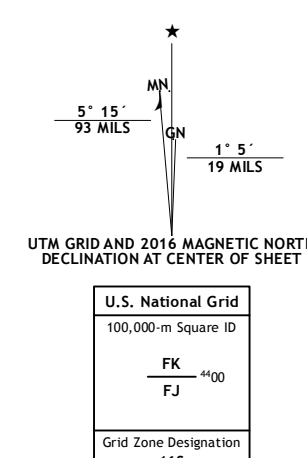 ★
MN
GN
5° 15´
93 MILS
1° 5´
19 MILS
UTM GRID AND 2016 MAGNETIC NORTH
DECLINATION AT CENTER OF SHEET
U.S. National Grid
100,000-m Square ID
FK
4400
FJ
Grid Zone Designation